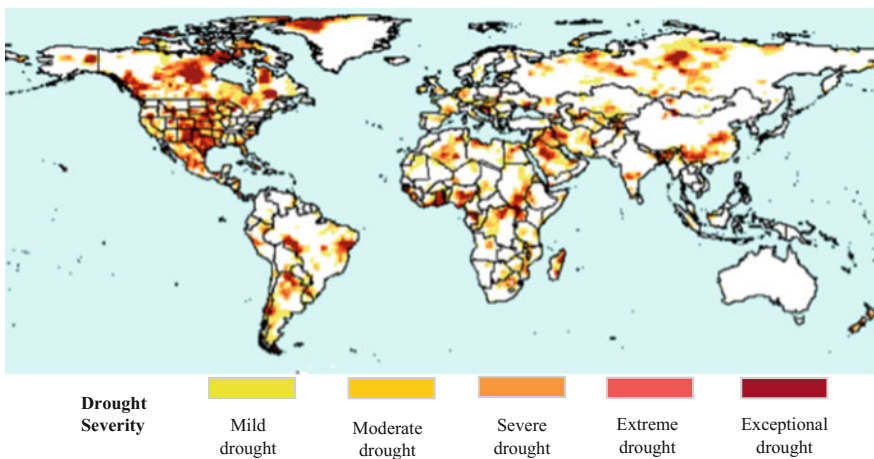 Drought
Severity
Mild
drought
Moderate
drought
Severe
drought
Extreme
drought
Exceptional
drought